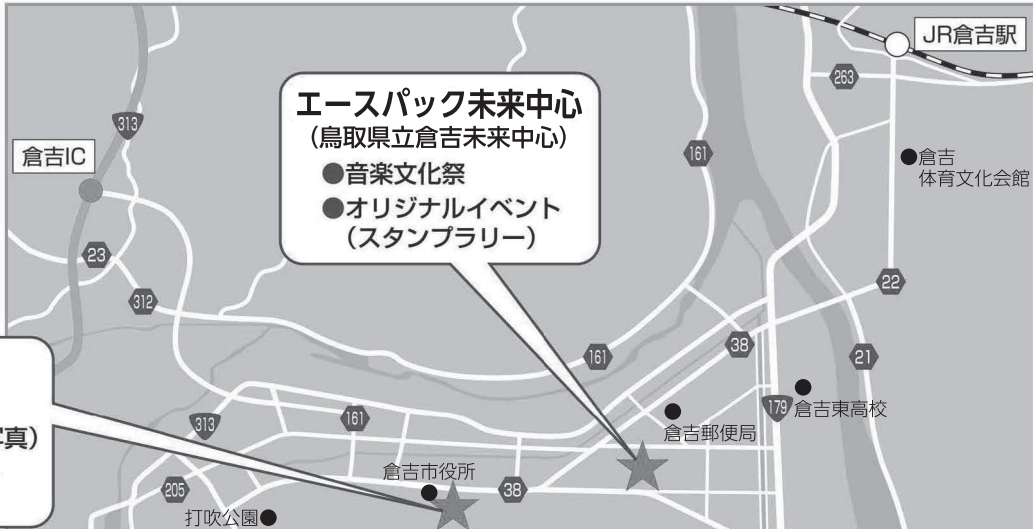 JR倉吉駅
263
エースパック未来中心
（鳥取県立倉吉未来中心）
●音楽文化祭
●オリジナルイベント
（スタンプラリー）
313
161
倉吉IC
倉吉
体育文化会館
23
312
22
161
38
21
倉吉東高校
179
倉吉郵便局
313
161
写真）
倉吉市役所
205
38
打吹公園